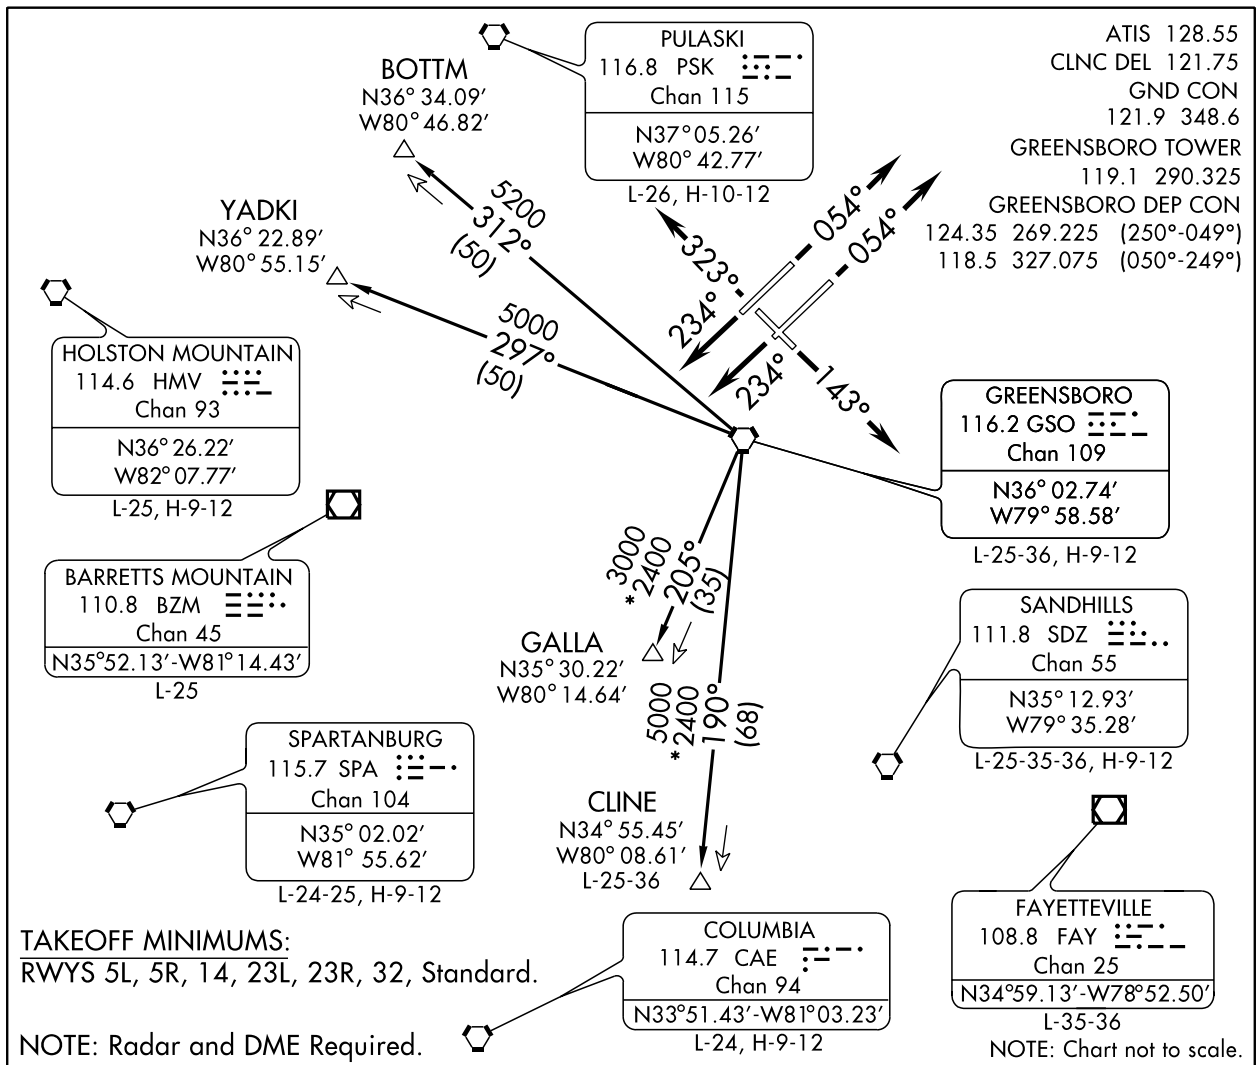 PULASKI
116.8 PSK
Chan 115
N37°05.26′
W80°42.77′
L-26, H-10-12
ATIS 128.55
CLNC DEL 121.75
GND CON
121.9 348.6
GREENSBORO TOWER
119.1 290.325
GREENSBORO DEP CON
124.35 269.225 (250°-049°)
118.5 327.075 (050°-249°)
BOTTM
N36° 34.09′
W80° 46.82′
YADKI
N36° 22.89′
W80° 55.15′
5200
312°
(50)
5000
297°
(50)
323°
054°
054°
234°
234°
143°
HOLSTON MOUNTAIN
114.6 HMV
Chan 93
N36° 26.22′
W82° 07.77′
L-25, H-9-12
GREENSBORO
116.2 GSO
Chan 109
N36° 02.74′
W79° 58.58′
L-25-36, H-9-12
BARRETTS MOUNTAIN
110.8 BZM
Chan 45
N35°52.13′-W81°14.43′
L-25
3000
*2400
205°
(35)
GALLA
N35° 30.22′
W80° 14.64′
5000
*2400
190°
(68)
SANDHILLS
111.8 SDZ
Chan 55
N35° 12.93′
W79° 35.28′
L-25-35-36, H-9-12
SPARTANBURG
115.7 SPA
Chan 104
N35° 02.02′
W81° 55.62′
L-24-25, H-9-12
CLINE
N34° 55.45′
W80° 08.61′
L-25-36
FAYETTEVILLE
108.8 FAY
Chan 25
N34°59.13′-W78°52.50′
L-35-36
COLUMBIA
114.7 CAE
Chan 94
N33°51.43′-W81°03.23′
L-24, H-9-12
TAKEOFF MINIMUMS:
RWYS 5L, 5R, 14, 23L, 23R, 32, Standard.
NOTE: Radar and DME Required.
NOTE: Chart not to scale.